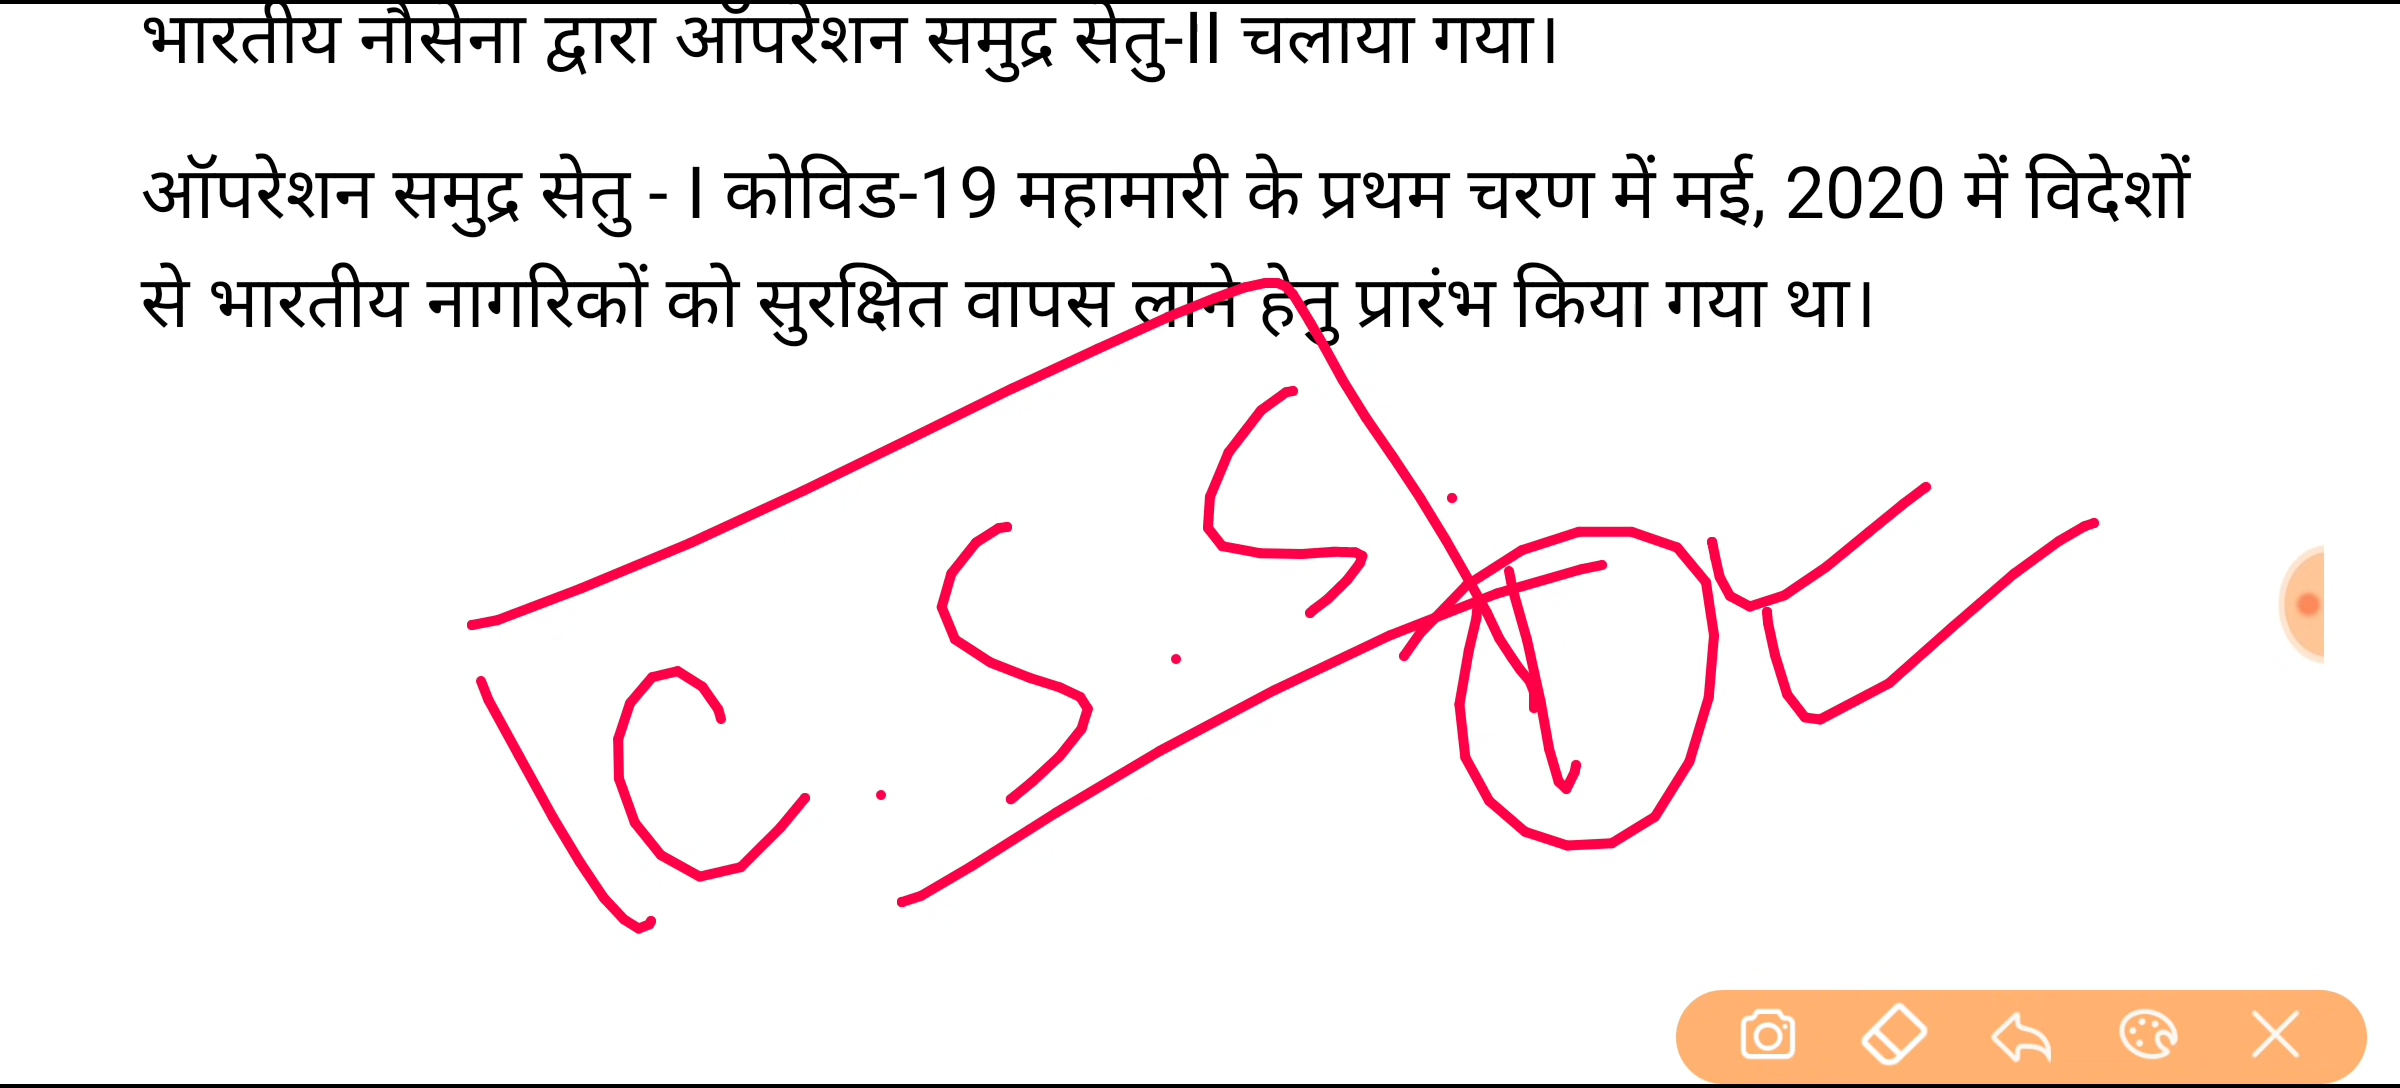 भारतीय नौसेना द्वारा ऑपरेशन समुद्र सेतु-II चलाया गया।
ऑपरेशन समुद्र सेतु - I कोविड-19 महामारी के प्रथम चरण में मई, 2020 में विदेशों
से भारतीय नागरिकों को सुरक्षित वापस लाने हेतु प्रारंभ किया गया था।
C.S.S.